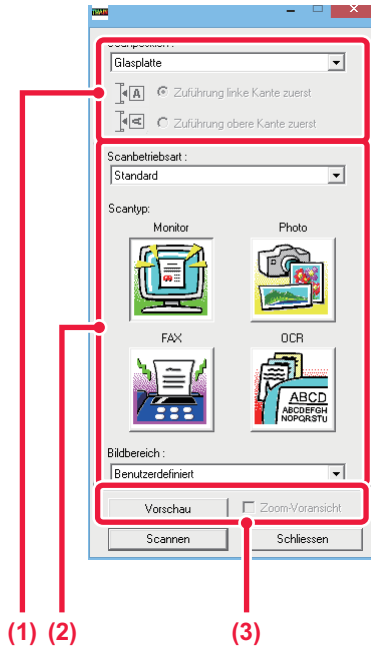 Glasplatte
A
Zuführung linke Kante zuerst
A
Zuführung obere Kante zuerst
Scanbetriebsart :
Standard
Scantyp:
Monitor
Photo
FAX
OCR
ABCD
ABCDEFGH
NOPQRSTU
Bildbereich :
Benutzerdefiniert
Vorschau
Zoom-Voransicht
Scannen
Schliessen
(1) (2) (3)